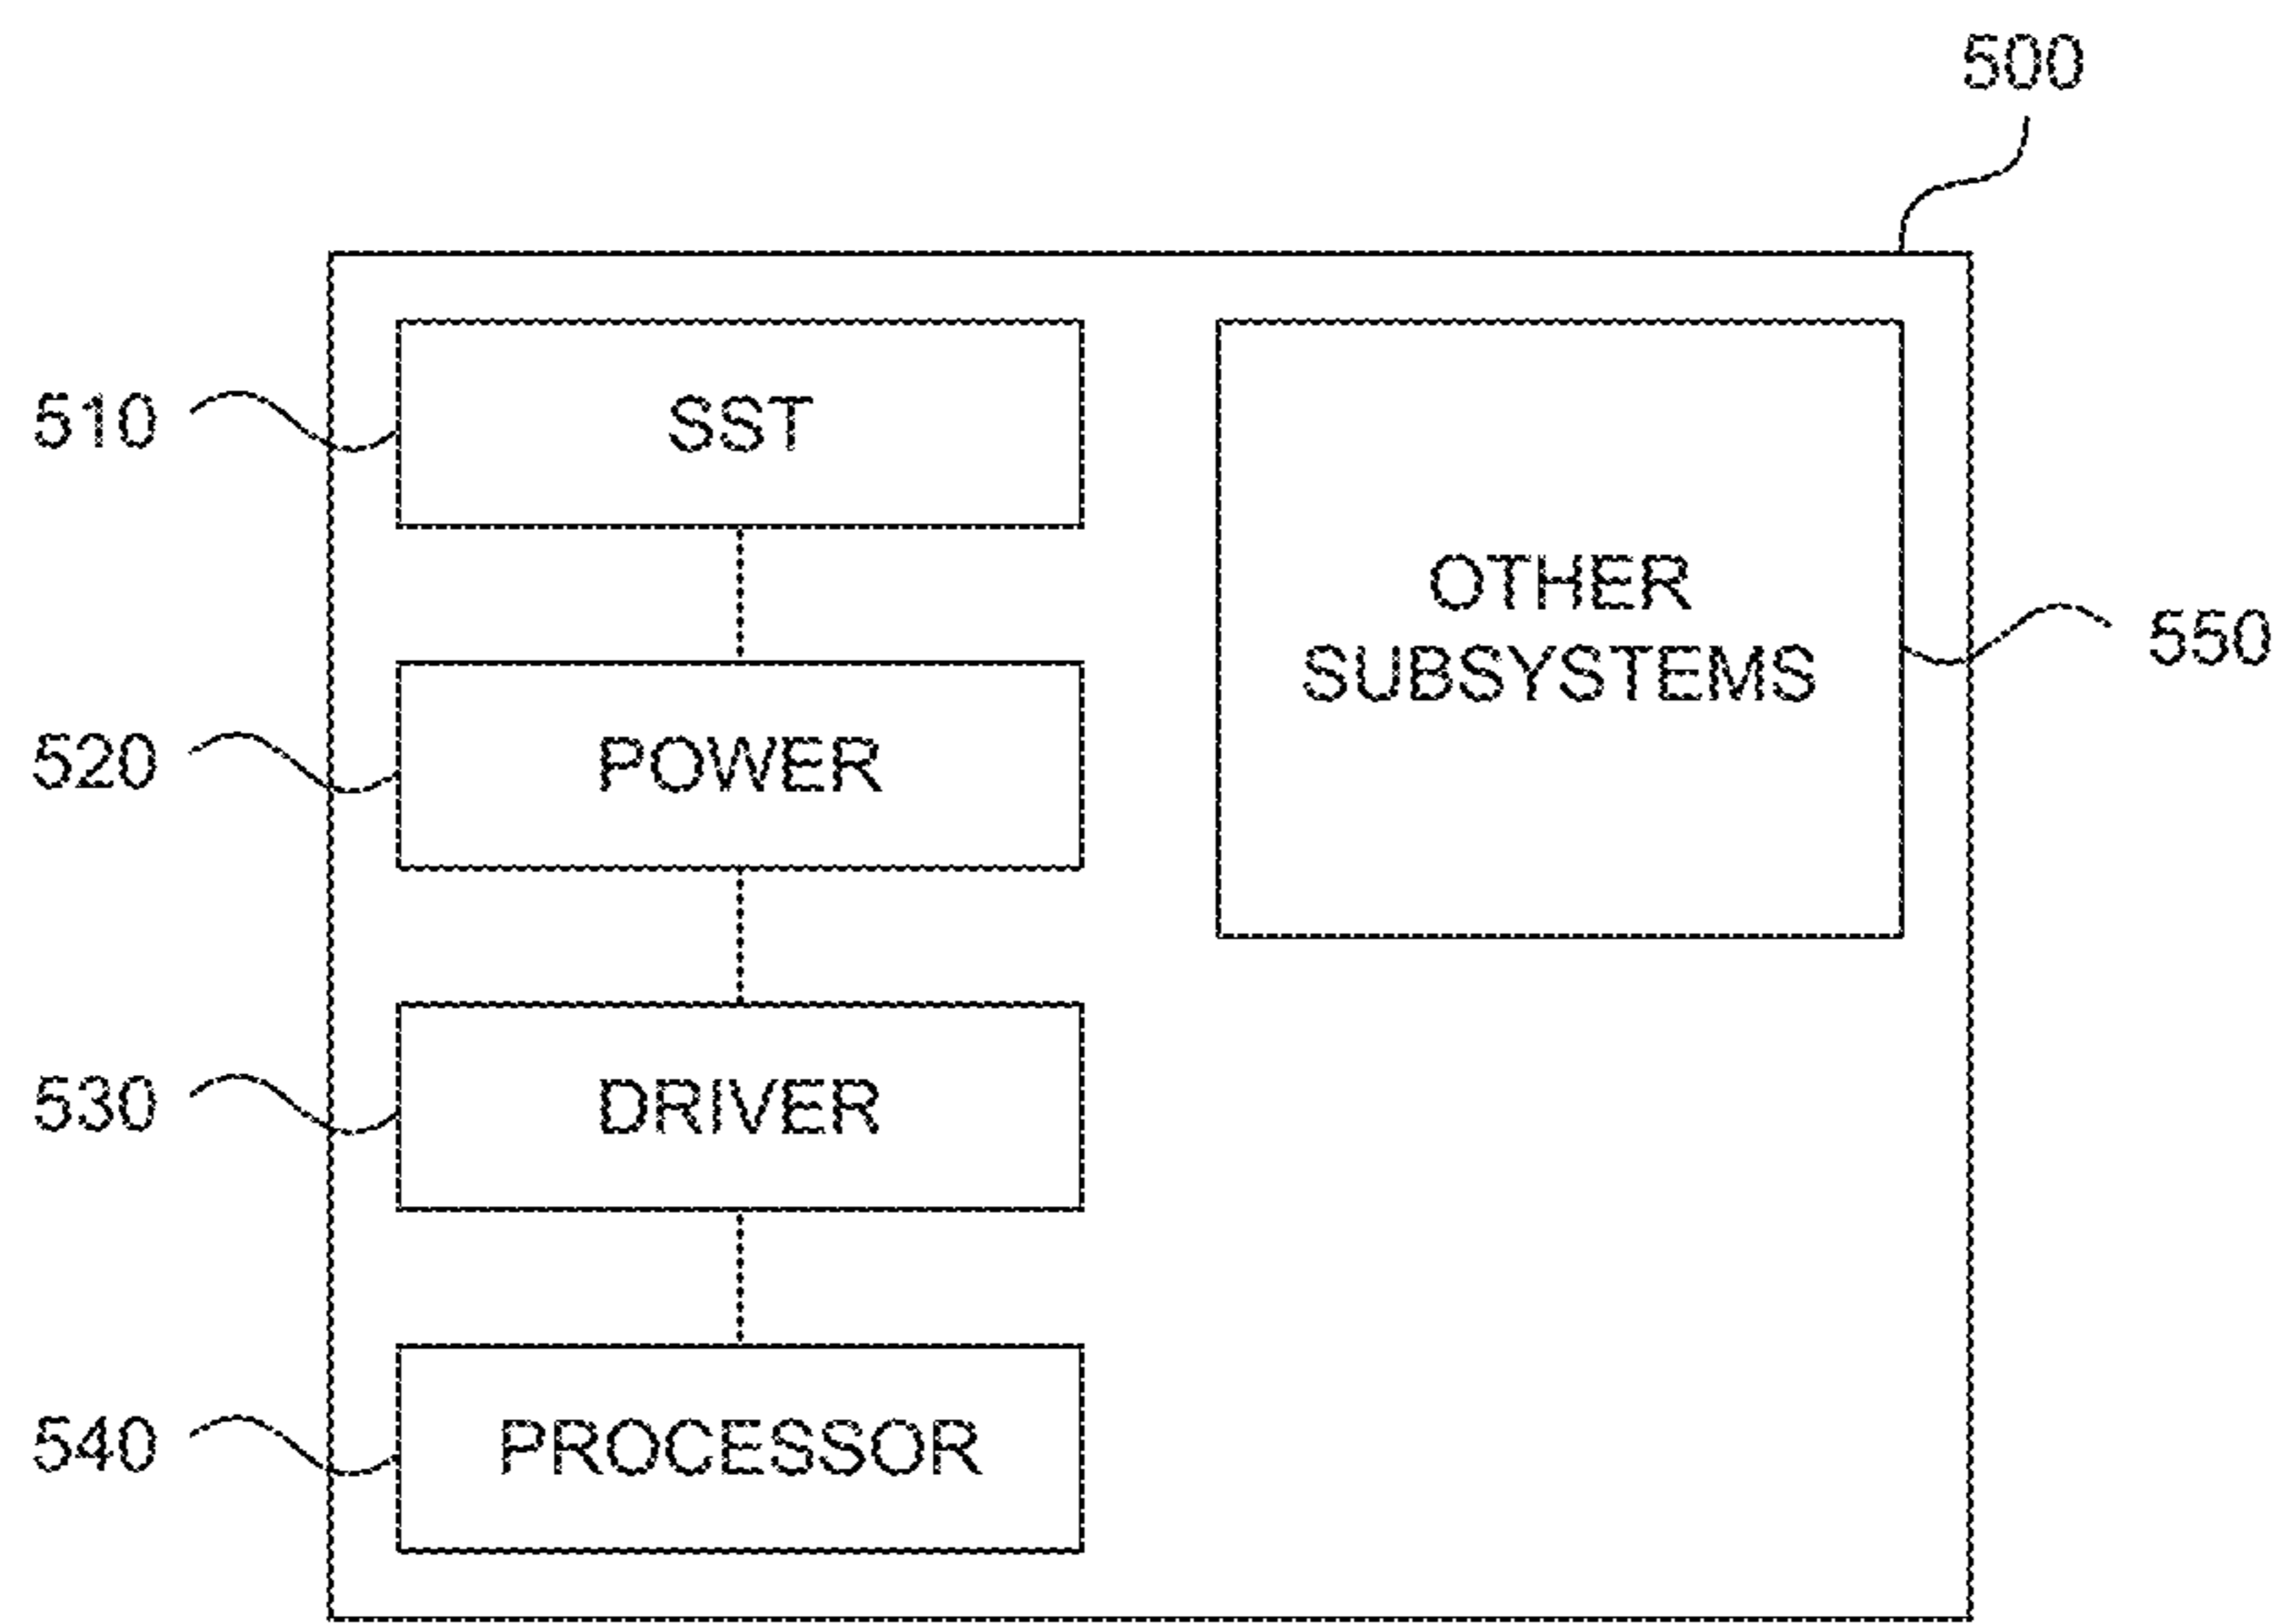 500
510
SST
OTHER
SUBSYSTEMS
550
520
POWER
530
DRIVER
540
PROCESSOR